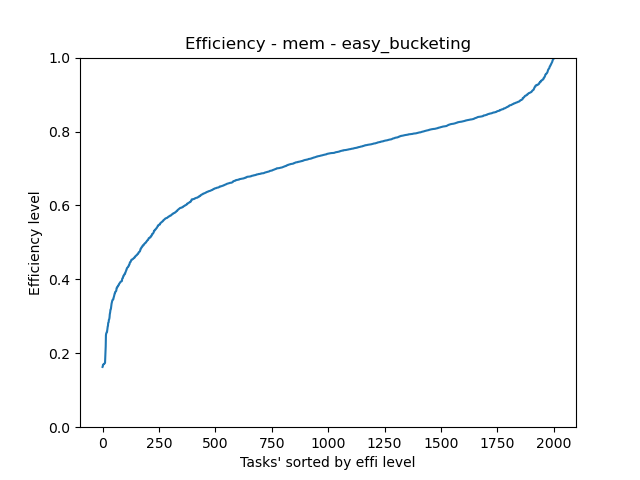 Efficiency - mem - easy_bucketing
1.0
0.8
0.6
0.4
0.2
0.0
Efficiency level
0 250 500 750 1000 1250 1500 1750 2000
Tasks' sorted by effi level